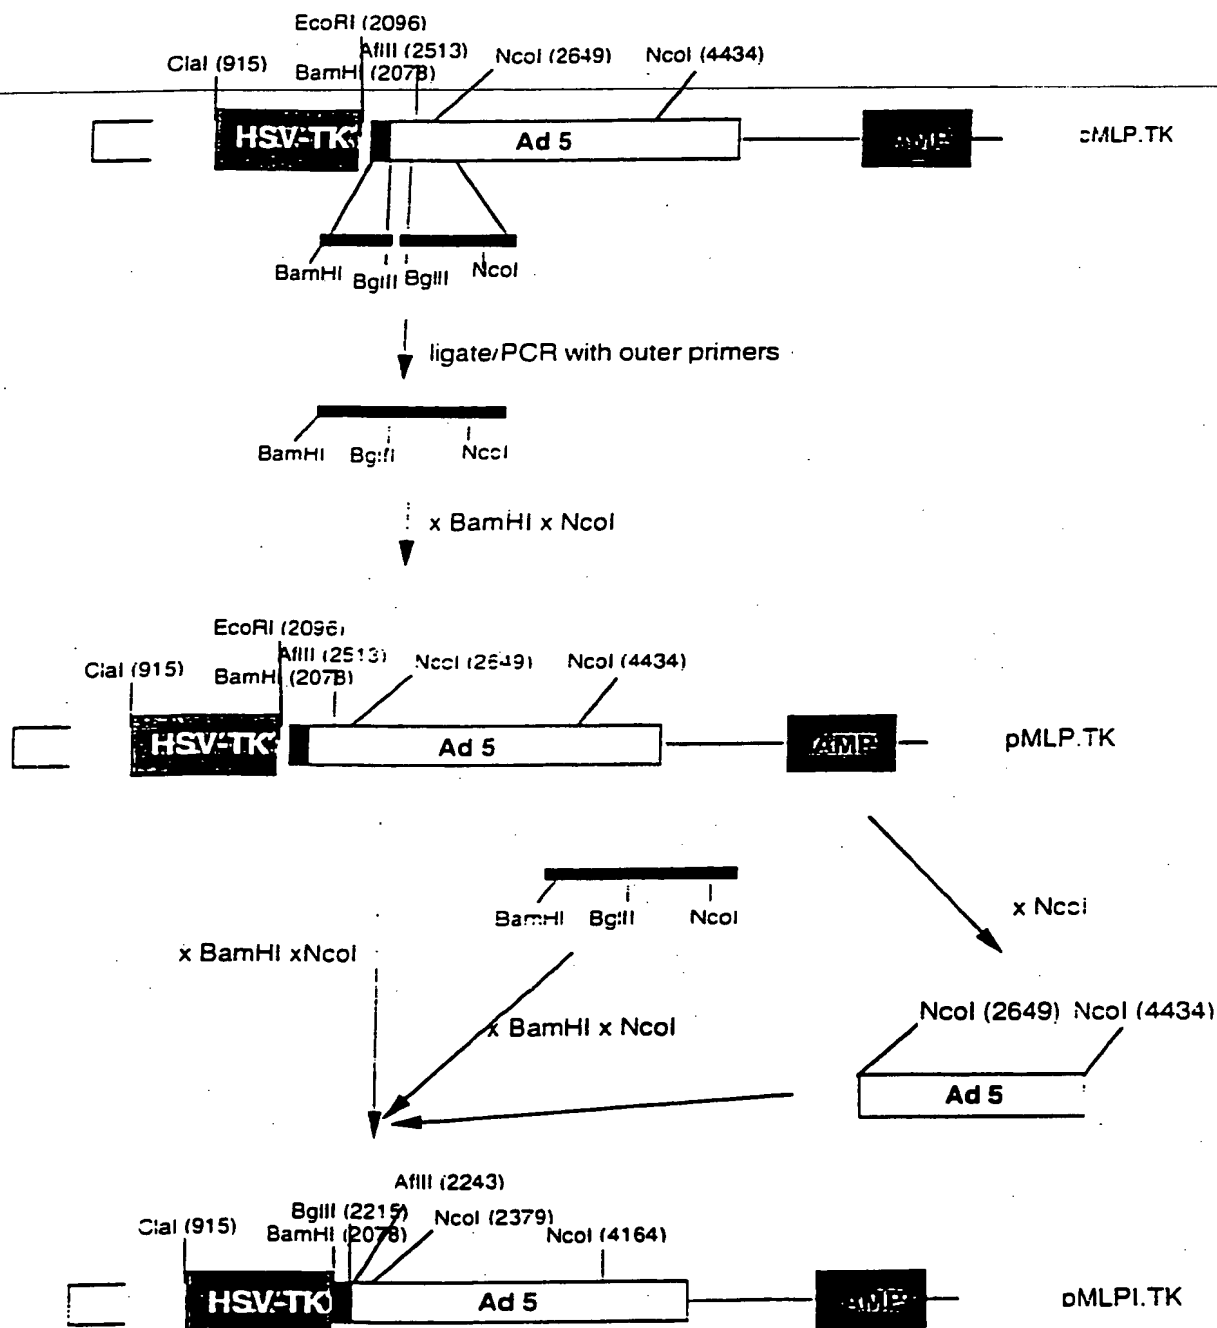 EcoRI (2096)
ClaI (915)
AflII (2513)
BamHI (2078)
NcoI (2649)
NcoI (4434)
HSV-TK
Ad 5
AMP
pMLP.TK
BamHI
BglII
BglII
NcoI
ligate/PCR with outer primers
BamHI
BglII
NcoI
x BamHI x NcoI
EcoRI (2096)
ClaI (915)
AflII (2513)
BamHI (2078)
NcoI (2649)
NcoI (4434)
HSV-TK
Ad 5
AMP
pMLP.TK
BamHI
BglII
NcoI
x NcoI
x BamHI xNcoI
x BamHI x NcoI
NcoI (2649)
NcoI (4434)
Ad 5
AflII (2243)
BglII (2215)
ClaI (915)
BamHI (2078)
NcoI (2379)
NcoI (4164)
HSV-TK
Ad 5
AMP
pMLPI.TK